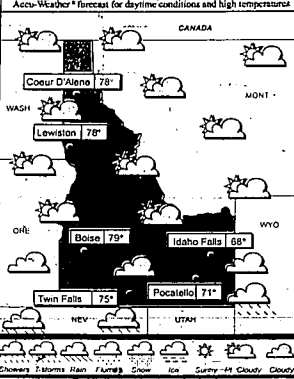 Accu-Weather® forecast for daytime conditions and high temperatures
CANADA
Coeur D'Alene 78°
WASH
MONT
Lewiston 78°
ORE
WYO
Boise 79°
Idaho Falls 68°
Pocatello 71°
Twin Falls 75°
NEV
UTAH
Showers T-storms Rain Flurries Snow Ice Sunny Pt. Cloudy Cloudy